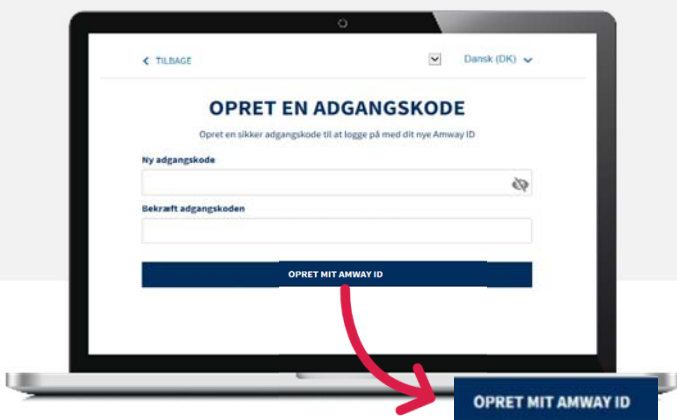 TILBAGE
Dansk (DK)
OPRET EN ADGANGSKODE
Opret en sikker adgangskode til at logge på med dit nye Amway ID
Ny adgangskode
Bekræft adgangskoden
OPRET MIT AMWAY ID
OPRET MIT AMWAY ID